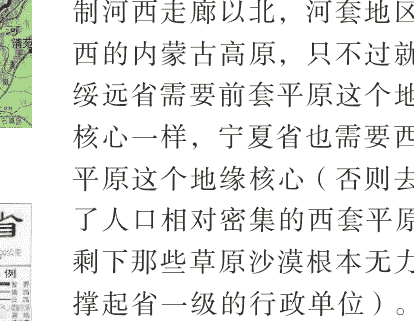 制河西走廊以北，河套地区
西的内蒙古高原，只不过就
绥远省需要前套平原这个地
核心一样，宁夏省也需要西
平原这个地缘核心（否则去
了人口相对密集的西套平原
剩下那些草原沙漠根本无力
撑起省一级的行政单位）。
省
例